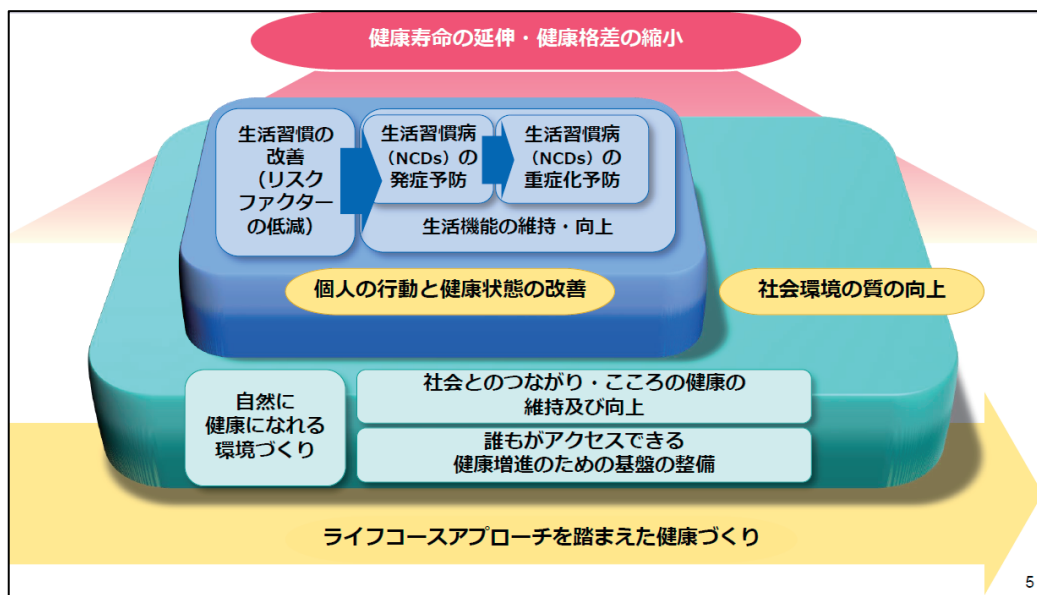 健康寿命の延伸・健康格差の縮小
生活習慣の
改善
（リスク
ファクター
の低減）
生活習慣病
（NCDs）の
発症予防
生活習慣病
（NCDs）の
重症化予防
生活機能の維持・向上
個人の行動と健康状態の改善
社会環境の質の向上
自然に
健康になれる
環境づくり
社会とのつながり・こころの健康の
維持及び向上
誰もがアクセスできる
健康増進のための基盤の整備
ライフコースアプローチを踏まえた健康づくり
5